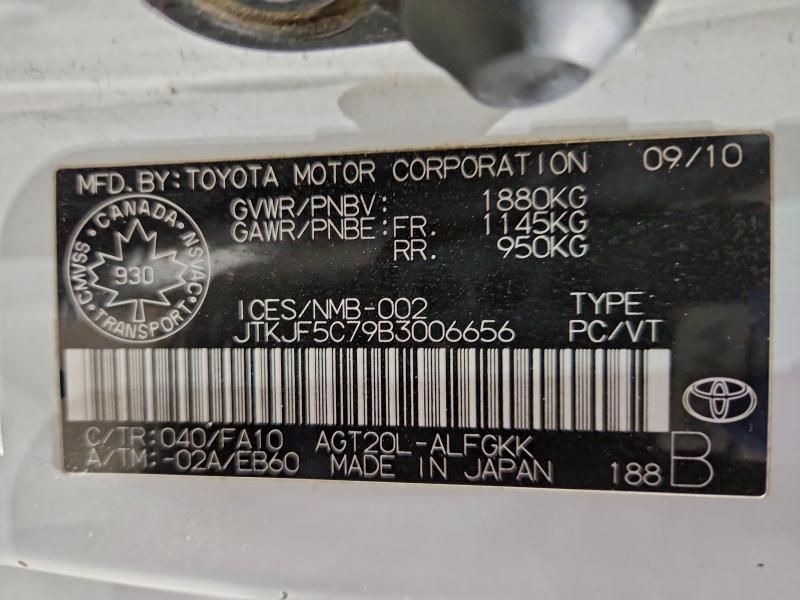 MFD.BY:TOYOTA MOTOR CORPORATION 09/10
GVWR/PNBV: 1880KG
GAWR/PNBE: FR. 1145KG
RR. 950KG
CANADA
CMVSS 930 NSVAC
TRANSPORT
ICES/NMB-002 TYPE
JTKJF5C79B3006656 PC/VT
C/TR:040/FA10 AGT20L-ALFGKK
A/TM:-02A/EB60 MADE IN JAPAN 188 B